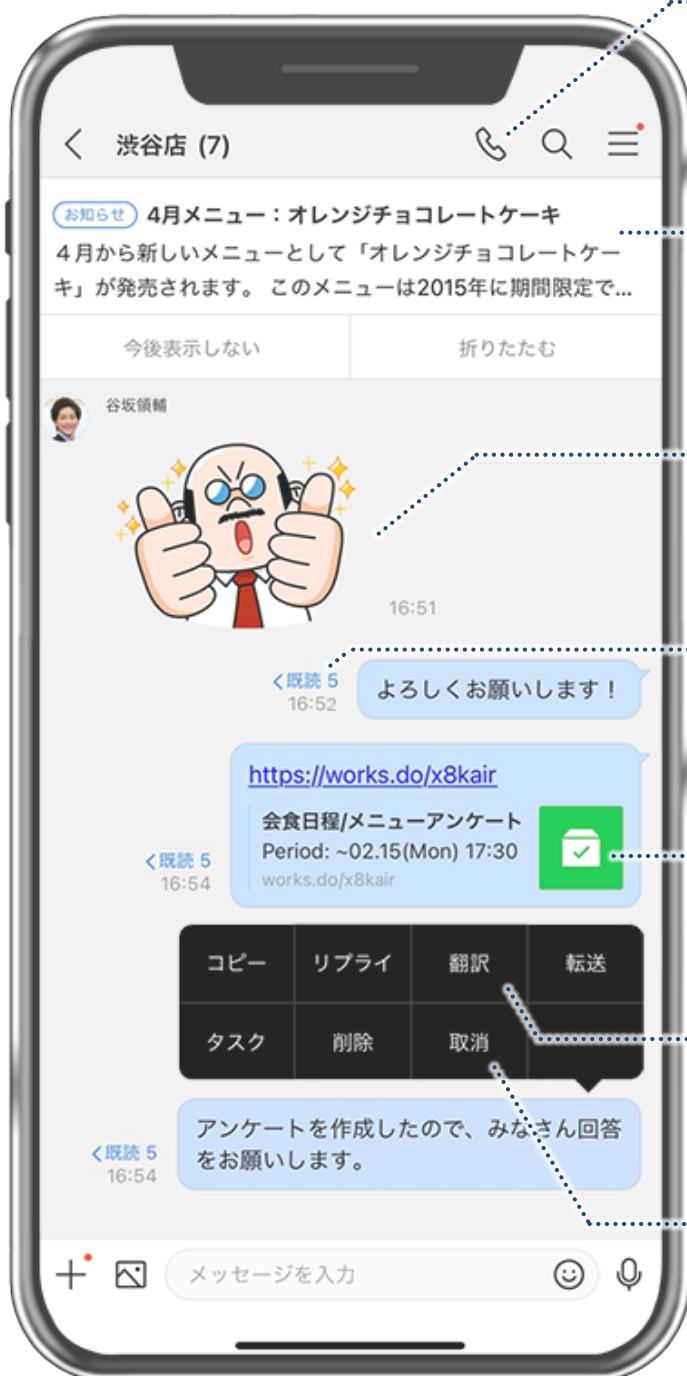 渋谷店 (7)
お知らせ 4月メニュー：オレンジチョコレートケーキ
４月から新しいメニューとして「オレンジチョコレートケー
キ」が発売されます。 このメニューは2015年に期間限定で...
今後表示しない 折りたたむ
谷坂領輔
16:51
既読 5
16:52
よろしくお願いします！
https://works.do/x8kair
会食日程/メニューアンケート
Period: ~02.15(Mon) 17:30
works.do/x8kair
既読 5
16:54
コピー リプライ 翻訳 転送
タスク 削除 取消
アンケートを作成したので、みなさん回答
をお願いします。
既読 5
16:54
メッセージを入力